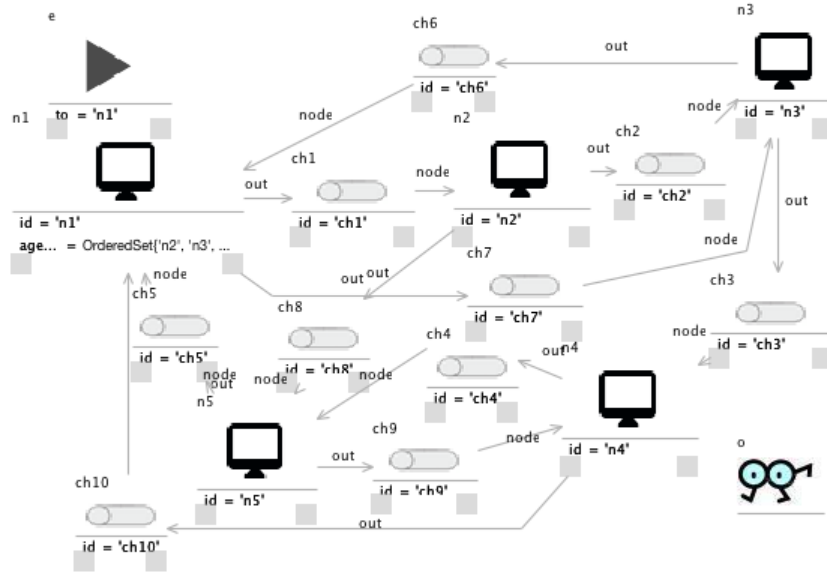 e
ch6
n3
out
id = 'ch6'
to = 'n1'
id = 'n3'
n1
node
n2
node
ch2
out
ch1
node
out
id = 'ch1'
id = 'n2'
id = 'ch2'
id = 'n1'
age... = OrderedSet{'n2', 'n3', ...
out
node
ch7
node
out
out
ch5
ch8
ch3
id = 'ch7'
ch4
n4
node
id = 'ch3'
id = 'ch5'
id = 'ch8'
out
node
out
node
node
id = 'ch4'
n5
ch9
node
out
id = 'n4'
o
ch10
id = 'n5'
id = 'ch9'
out
id = 'ch10'